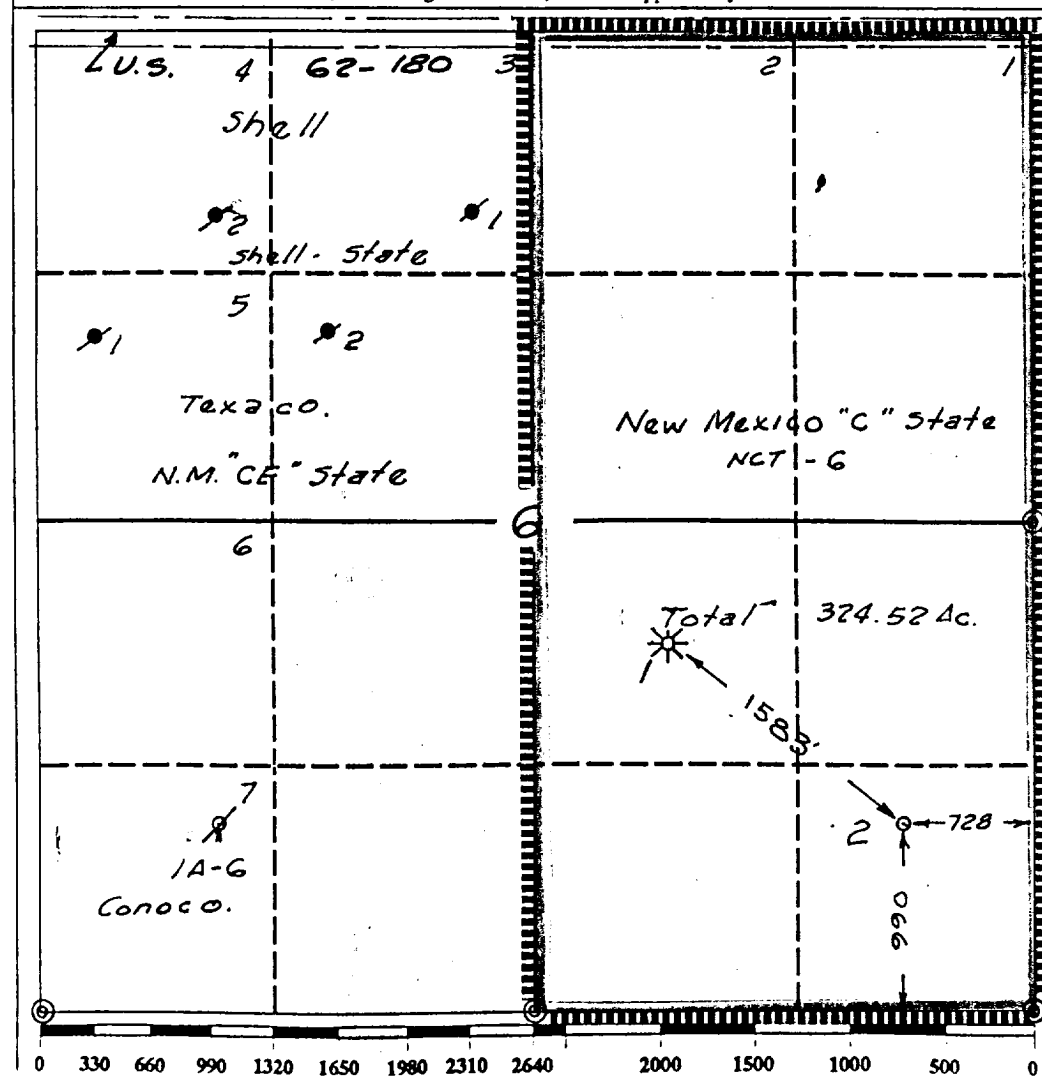 U.S. 4 62-180 3 2 1
Shell
2 1
Shell - State
5
1 2
Texaco.
New Mexico "C" State
N.M. "CE" State
NCT - 6
6
6
Total 324.52 Ac.
1
1583'
7
2 728
1A-6
Conoco.
990
0 330 660 990 1320 1650 1980 2310 2640 2000 1500 1000 500 0